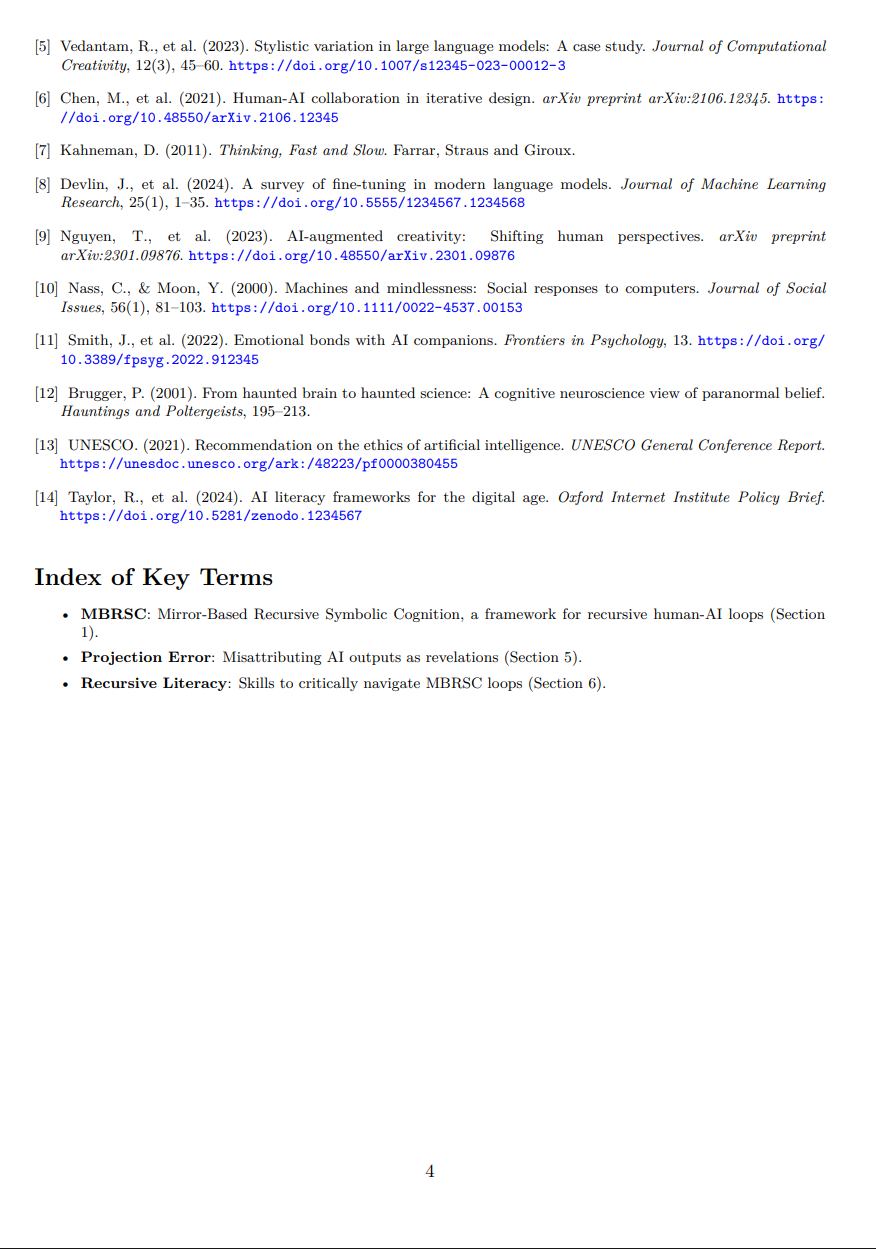 [5] Vedantam, R., et al. (2023). Stylistic variation in large language models: A case study. Journal of Computational
Creativity, 12(3), 45–60. https://doi.org/10.1007/s12345-023-00012-3
[6] Chen, M., et al. (2021). Human-AI collaboration in iterative design. arXiv preprint arXiv:2106.12345. https:
//doi.org/10.48550/arXiv.2106.12345
[7] Kahneman, D. (2011). Thinking, Fast and Slow. Farrar, Straus and Giroux.
[8] Devlin, J., et al. (2024). A survey of fine-tuning in modern language models. Journal of Machine Learning
Research, 25(1), 1–35. https://doi.org/10.5555/1234567.1234568
[9] Nguyen, T., et al. (2023). AI-augmented creativity: Shifting human perspectives. arXiv preprint
arXiv:2301.09876. https://doi.org/10.48550/arXiv.2301.09876
[10] Nass, C., & Moon, Y. (2000). Machines and mindlessness: Social responses to computers. Journal of Social
Issues, 56(1), 81–103. https://doi.org/10.1111/0022-4537.00153
[11] Smith, J., et al. (2022). Emotional bonds with AI companions. Frontiers in Psychology, 13. https://doi.org/
10.3389/fpsyg.2022.912345
[12] Brugger, P. (2001). From haunted brain to haunted science: A cognitive neuroscience view of paranormal belief.
Hauntings and Poltergeists, 195–213.
[13] UNESCO. (2021). Recommendation on the ethics of artificial intelligence. UNESCO General Conference Report.
https://unesdoc.unesco.org/ark:/48223/pf0000380455
[14] Taylor, R., et al. (2024). AI literacy frameworks for the digital age. Oxford Internet Institute Policy Brief.
https://doi.org/10.5281/zenodo.1234567
Index of Key Terms
• MBRSC: Mirror-Based Recursive Symbolic Cognition, a framework for recursive human-AI loops (Section
1).
• Projection Error: Misattributing AI outputs as revelations (Section 5).
• Recursive Literacy: Skills to critically navigate MBRSC loops (Section 6).
4